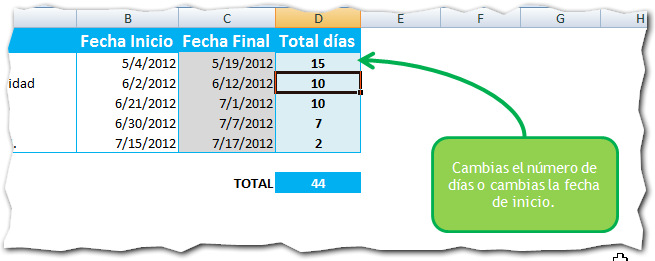 B C D E F G H
Fecha Inicio Fecha Final Total días
5/4/2012 5/19/2012 15
idad 6/2/2012 6/12/2012 10
6/21/2012 7/1/2012 10
6/30/2012 7/7/2012 7
. 7/15/2012 7/17/2012 2
TOTAL 44
Cambias el número de
días o cambias la fecha
de inicio.